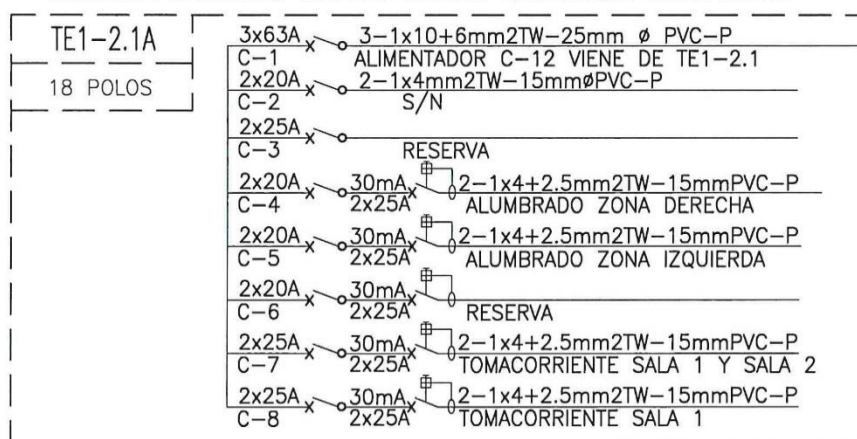 TE1-2.1A
18 POLOS
3x63A 3-1x10+6mm2TW-25mm ø PVC-P
C-1 ALIMENTADOR C-12 VIENE DE TE1-2.1
2x20A 2-1x4mm2TW-15mmøPVC-P
C-2 S/N
2x25A
C-3 RESERVA
2x20A 30mA 2-1x4+2.5mm2TW-15mmPVC-P
C-4 2x25A ALUMBRADO ZONA DERECHA
2x20A 30mA 2-1x4+2.5mm2TW-15mmPVC-P
C-5 2x25A ALUMBRADO ZONA IZQUIERDA
2x20A 30mA
C-6 2x25A RESERVA
2x25A 30mA 2-1x4+2.5mm2TW-15mmPVC-P
C-7 2x25A TOMACORRIENTE SALA 1 Y SALA 2
2x25A 30mA 2-1x4+2.5mm2TW-15mmPVC-P
C-8 2x25A TOMACORRIENTE SALA 1